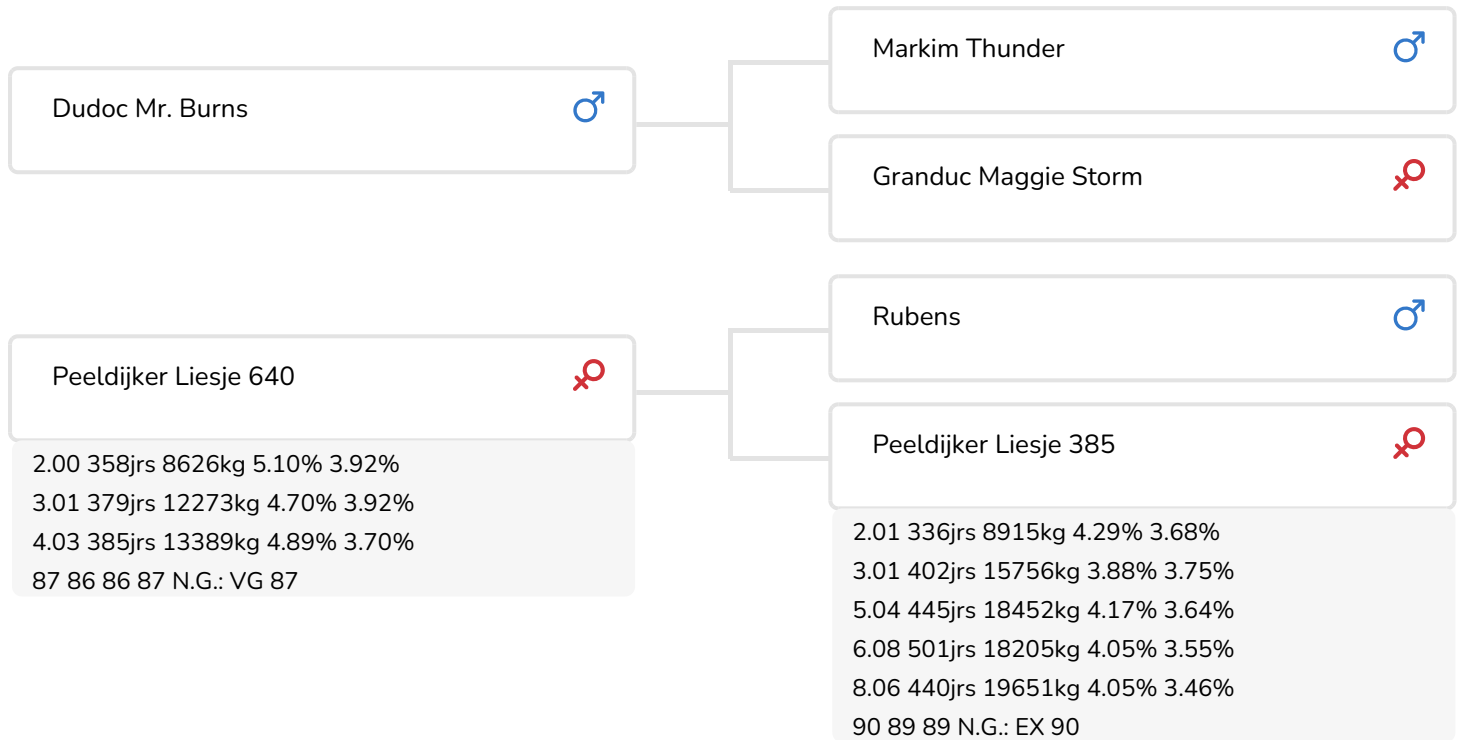 Dudoc Mr. Burns
Markim Thunder
Granduc Maggie Storm
Peeldijker Liesje 640
2.00 358jrs 8626kg 5.10% 3.92%
3.01 379jrs 12273kg 4.70% 3.92%
4.03 385jrs 13389kg 4.89% 3.70%
87 86 86 87 N.G.: VG 87
Rubens
Peeldijker Liesje 385
2.01 336jrs 8915kg 4.29% 3.68%
3.01 402jrs 15756kg 3.88% 3.75%
5.04 445jrs 18452kg 4.17% 3.64%
6.08 501jrs 18205kg 4.05% 3.55%
8.06 440jrs 19651kg 4.05% 3.46%
90 89 89 N.G.: EX 90